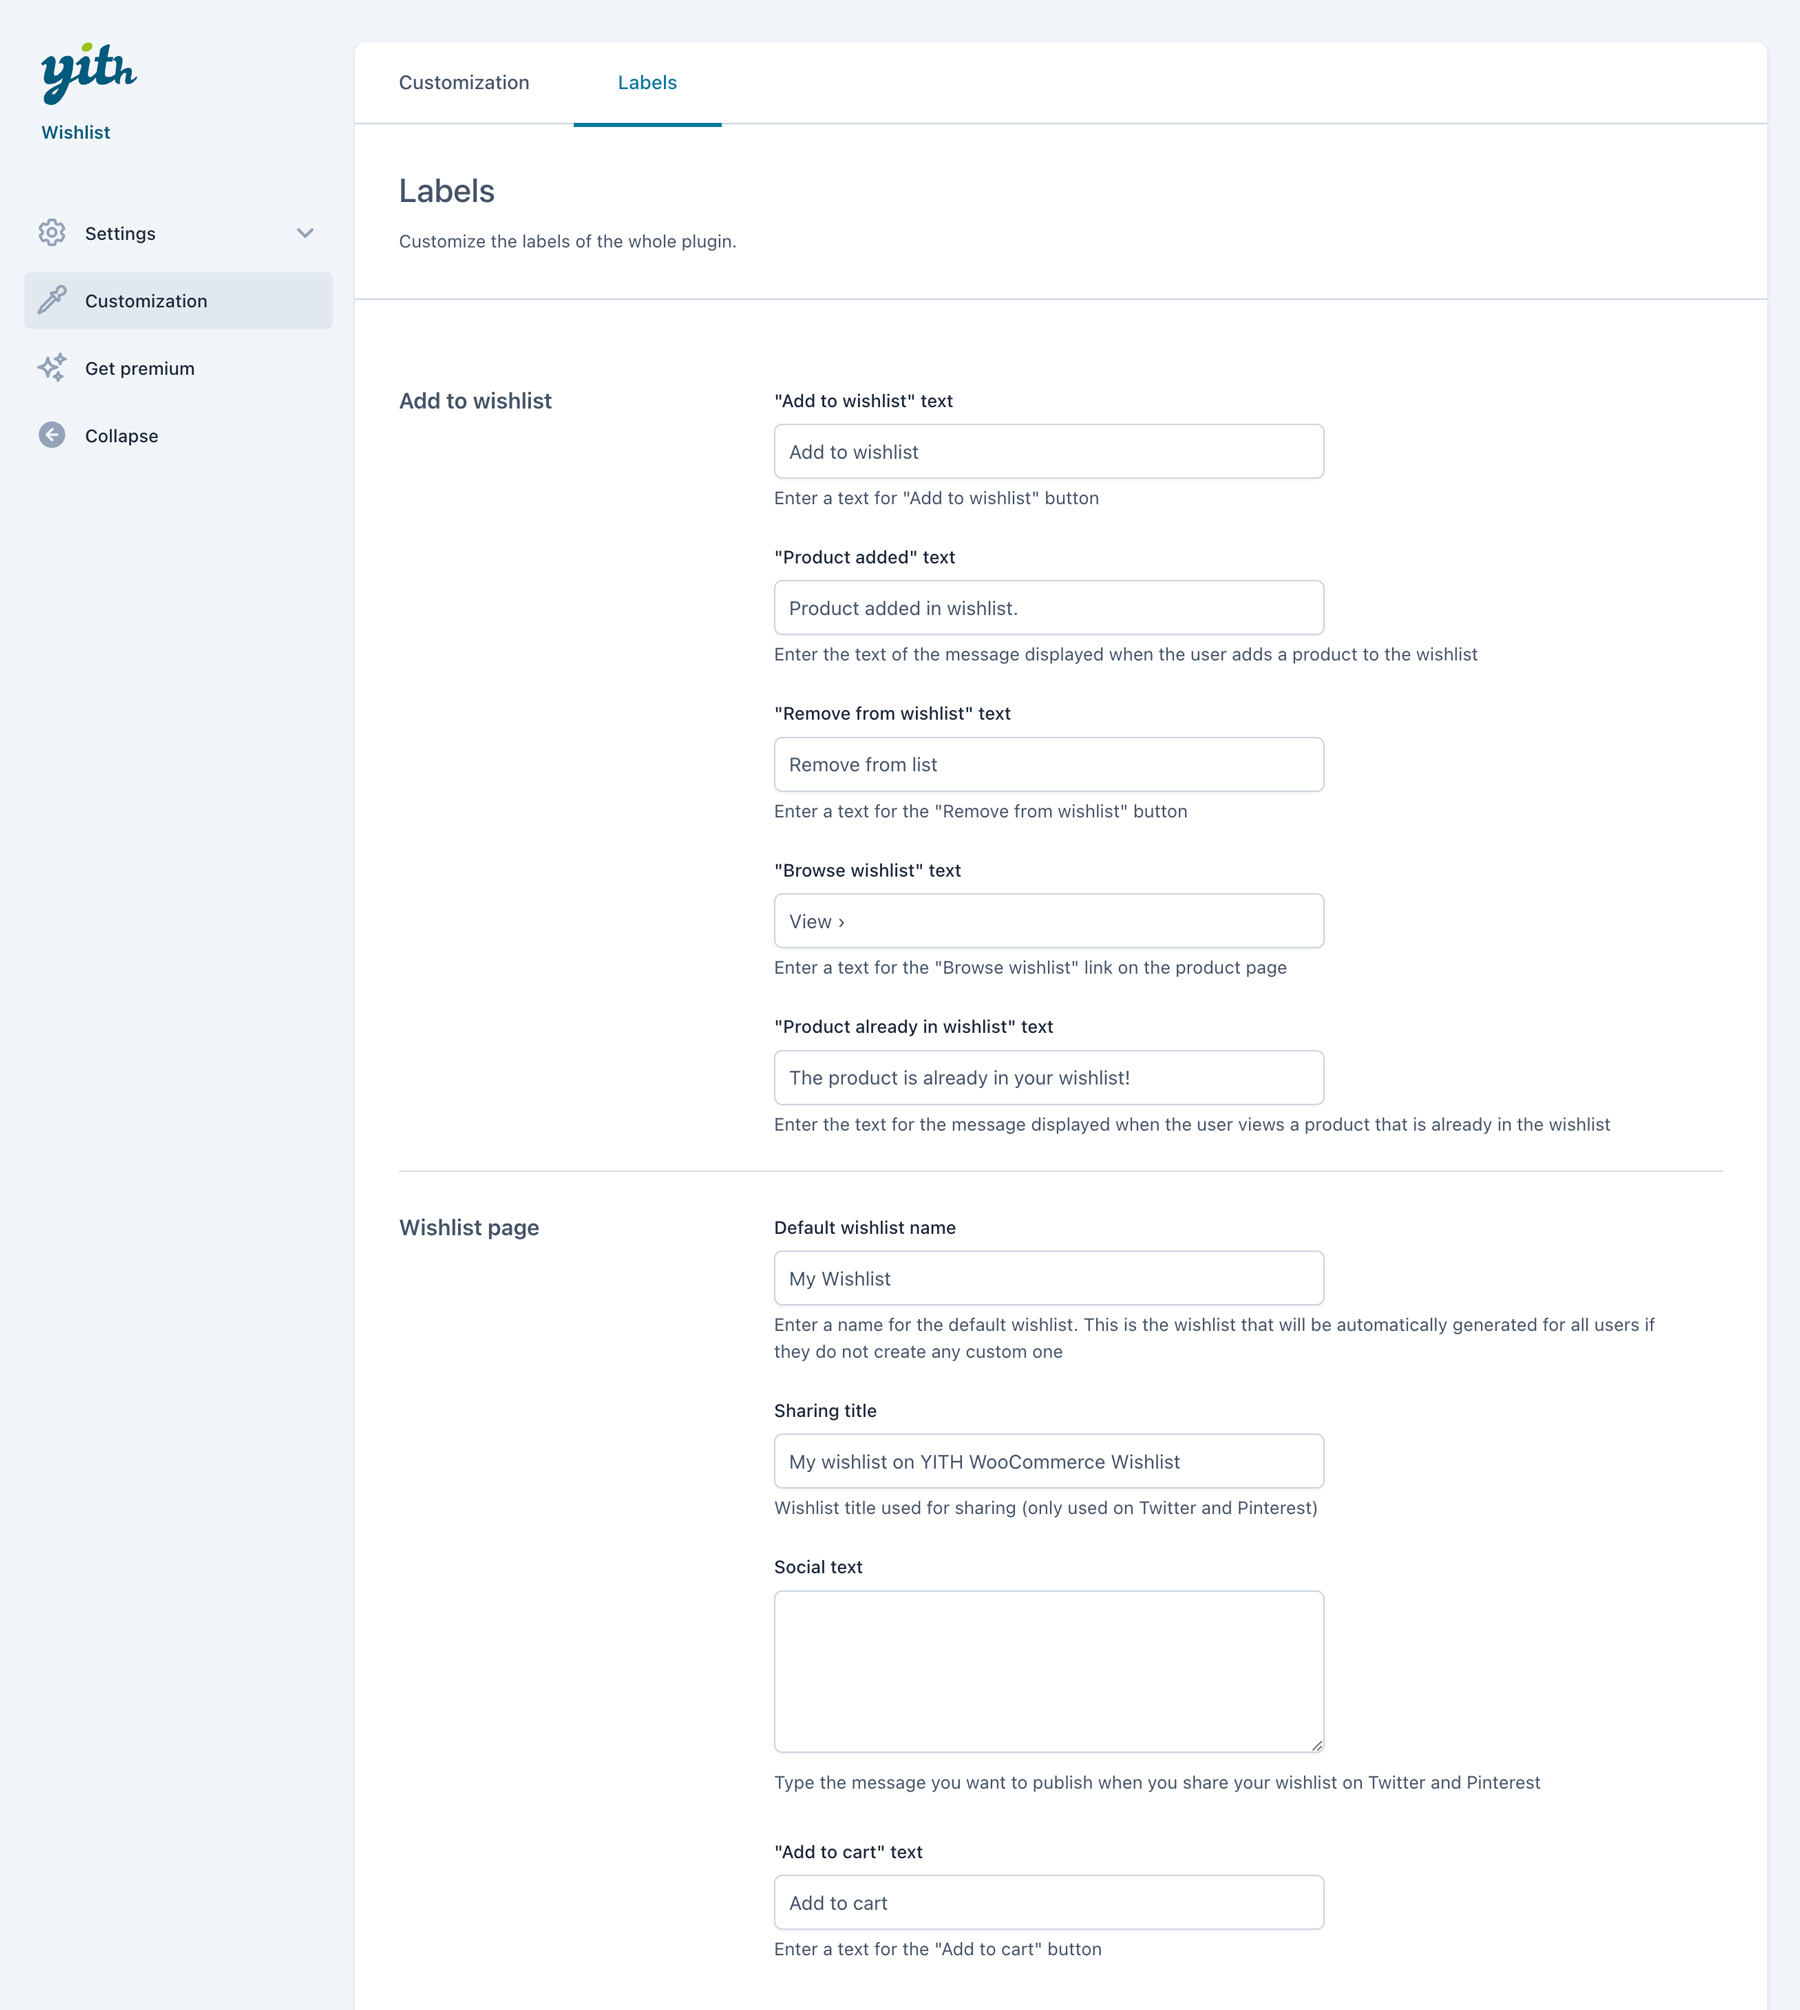 yith
Wishlist
Settings
Customization
Get premium
Collapse
Customization
Labels
Labels
Customize the labels of the whole plugin.
Add to wishlist
"Add to wishlist" text
Add to wishlist
Enter a text for "Add to wishlist" button
"Product added" text
Product added in wishlist.
Enter the text of the message displayed when the user adds a product to the wishlist
"Remove from wishlist" text
Remove from list
Enter a text for the "Remove from wishlist" button
"Browse wishlist" text
View ›
Enter a text for the "Browse wishlist" link on the product page
"Product already in wishlist" text
The product is already in your wishlist!
Enter the text for the message displayed when the user views a product that is already in the wishlist
Wishlist page
Default wishlist name
My Wishlist
Enter a name for the default wishlist. This is the wishlist that will be automatically generated for all users if
they do not create any custom one
Sharing title
My wishlist on YITH WooCommerce Wishlist
Wishlist title used for sharing (only used on Twitter and Pinterest)
Social text
Type the message you want to publish when you share your wishlist on Twitter and Pinterest
"Add to cart" text
Add to cart
Enter a text for the "Add to cart" button